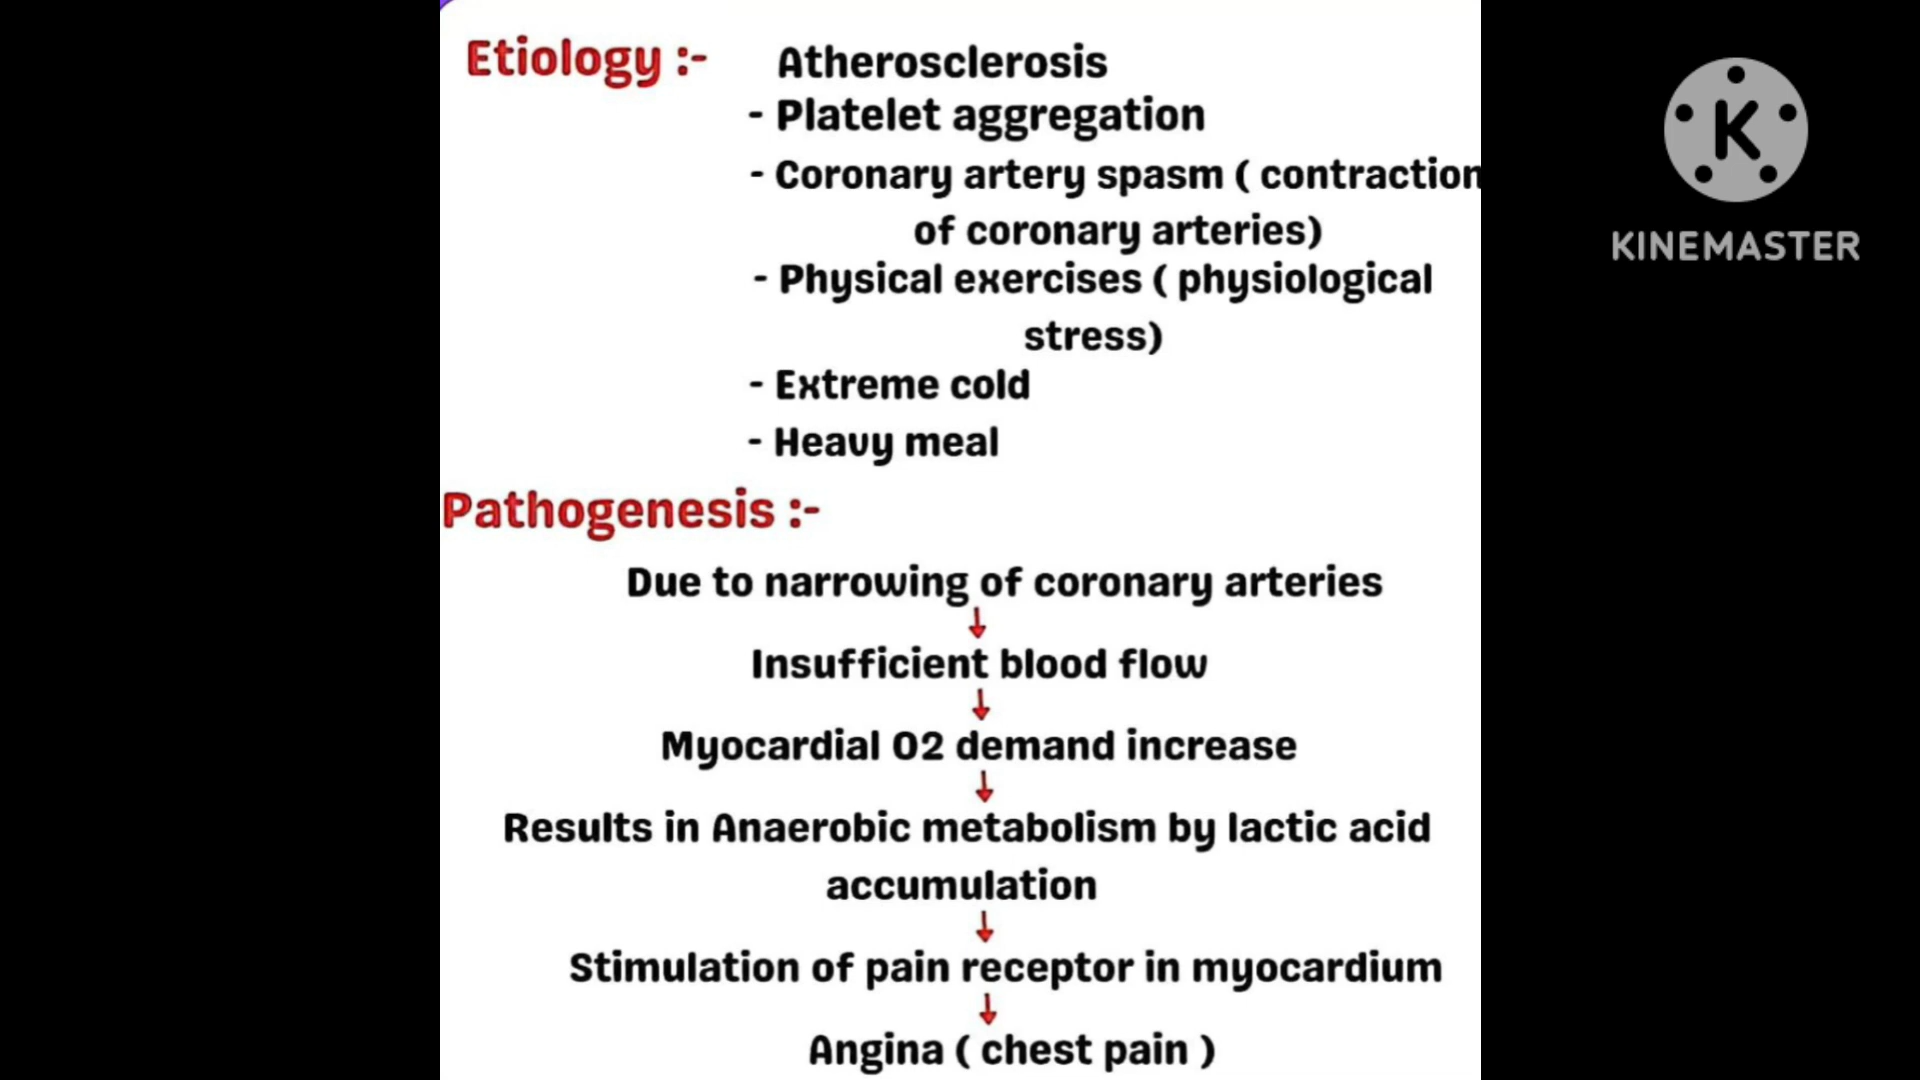 Etiology :- Atherosclerosis
- Platelet aggregation
- Coronary artery spasm ( contraction
of coronary arteries)
- Physical exercises ( physiological
stress)
- Extreme cold
- Heavy meal
Pathogenesis :-
Due to narrowing of coronary arteries
Insufficient blood flow
Myocardial O2 demand increase
Results in Anaerobic metabolism by lactic acid
accumulation
Stimulation of pain receptor in myocardium
Angina ( chest pain )
K
KINEMASTER